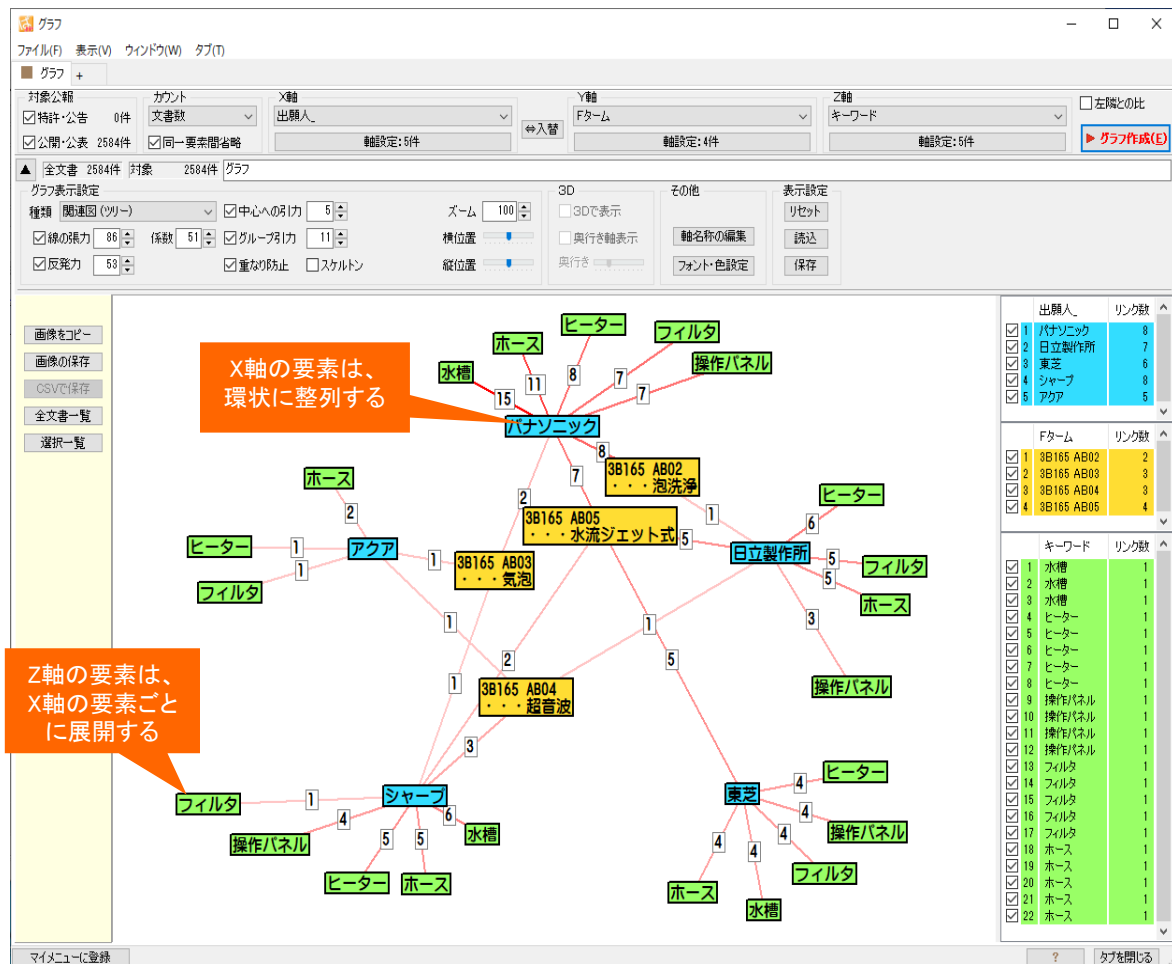 グラフ
ファイル(F) 表示(V) ウィンドウ(W) タブ(T)
グラフ +
対象公報 カウント X軸 Y軸 Z軸
特許・公告 0件 文書数 出願人_ Fターム キーワード 左隣との比
公開・公表 2584件 同一要素間省略 軸設定:5件 ⇔入替 軸設定:4件 軸設定:5件 グラフ作成(E)
全文書 2584件 対象 2584件 グラフ
グラフ表示設定 3D その他 表示設定
種類 関連図(ツリー) 中心への引力 5 ズーム 100 3Dで表示 リセット
線の張力 86 係数 51 グループ引力 11 横位置 奥行き軸表示 軸名称の編集 読込
反発力 53 重なり防止 スケルトン 縦位置 奥行き フォント・色設定 保存
画像をコピー
画像の保存
CSVで保存
全文書一覧
選択一覧
X軸の要素は、
環状に整列する
Z軸の要素は、
X軸の要素ごと
に展開する
水槽
ホース
ヒーター
フィルタ
操作パネル
15
11
8
7
7
パナソニック
8
7
2
3B165 AB02
・・・泡洗浄
3B165 AB05
・・・水流ジェット式
1
5
ホース
2
ヒーター
1
フィルタ
1
アクア
1
3B165 AB03
・・・気泡
日立製作所
ヒーター
6
フィルタ
5
ホース
5
3
操作パネル
1
1
2
1
5
3B165 AB04
・・・超音波
3
シャープ
フィルタ
1
操作パネル
4
ヒーター
5
ホース
5
水槽
6
東芝
ヒーター
4
操作パネル
4
フィルタ
4
水槽
4
ホース
4
出願人_ リンク数
1 パナソニック 8
2 日立製作所 7
3 東芝 6
4 シャープ 8
5 アクア 5
Fターム リンク数
1 3B165 AB02 2
2 3B165 AB03 3
3 3B165 AB04 3
4 3B165 AB05 4
キーワード リンク数
1 水槽 1
2 水槽 1
3 水槽 1
4 ヒーター 1
5 ヒーター 1
6 ヒーター 1
7 ヒーター 1
8 ヒーター 1
9 操作パネル 1
10 操作パネル 1
11 操作パネル 1
12 操作パネル 1
13 フィルタ 1
14 フィルタ 1
15 フィルタ 1
16 フィルタ 1
17 フィルタ 1
18 ホース 1
19 ホース 1
20 ホース 1
21 ホース 1
22 ホース 1
マイメニューに登録 ? タブを閉じる